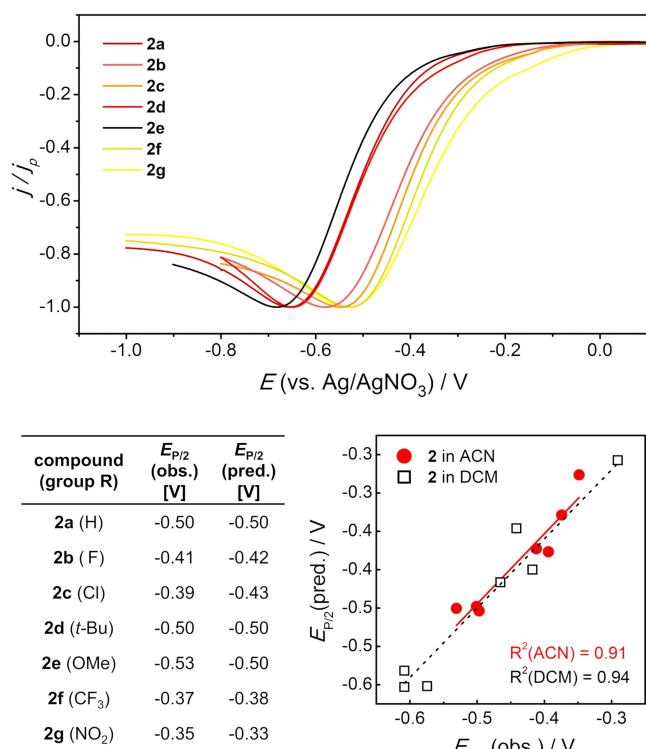 0.0
-0.2
-0.4
-0.6
-0.8
-1.0
j/jp
2a
2b
2c
2d
2e
2f
2g
-1.0 -0.8 -0.6 -0.4 -0.2 0.0
E (vs. Ag/AgNO3) / V
compound (group R) EP/2 (obs.) [V] EP/2 (pred.) [V]
2a (H) -0.50 -0.50
2b ( F) -0.41 -0.42
2c (Cl) -0.39 -0.43
2d (t-Bu) -0.50 -0.50
2e (OMe) -0.53 -0.50
2f (CF3) -0.37 -0.38
2g (NO2) -0.35 -0.33
2 in ACN
2 in DCM
-0.3
-0.3
-0.4
-0.4
-0.5
-0.5
-0.6
EP/2(pred.) / V
R2(ACN) = 0.91
R2(DCM) = 0.94
-0.6 -0.5 -0.4 -0.3
E (obs.) / V